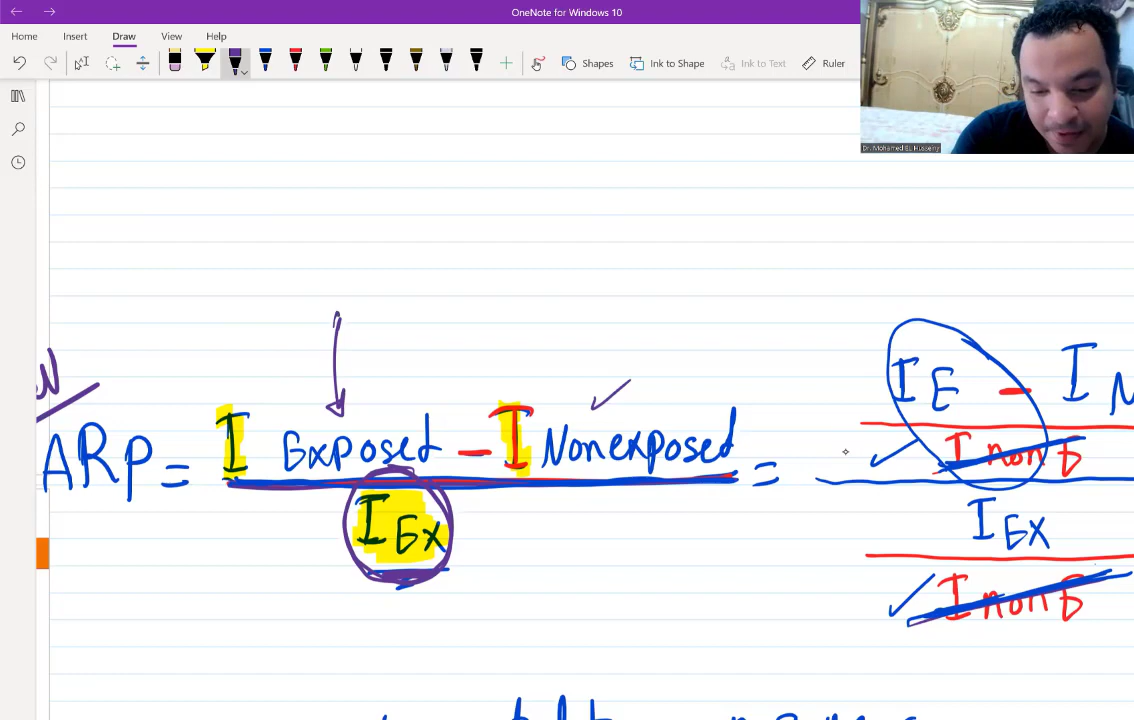 OneNote for Windows 10
Home Insert Draw View Help
Shapes Ink to Shape Ink to Text Ruler
Dr. Mohamed EL Husseiny
ARP = I Exposed - I Nonexposed =
I Ex
I E - I N
I non E
I Ex
I non E